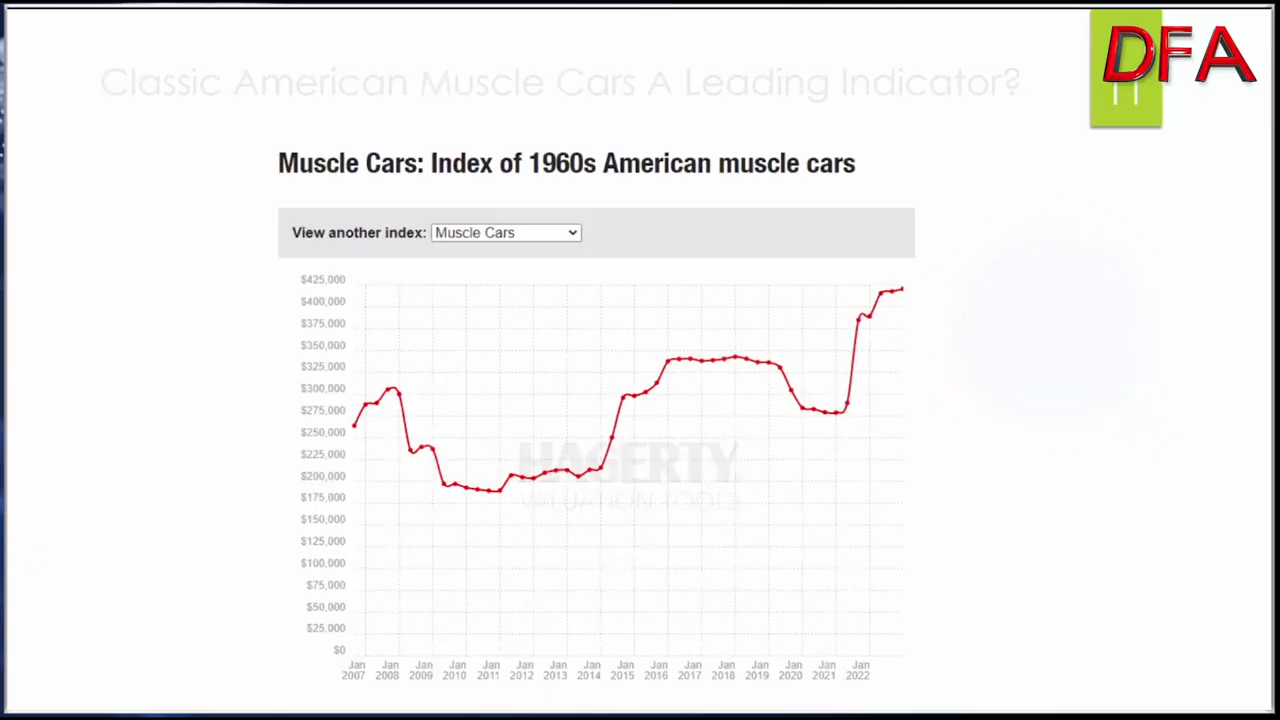 Classic American Muscle Cars A Leading Indicator?
DFA
Muscle Cars: Index of 1960s American muscle cars
View another index: Muscle Cars
$425,000
$400,000
$375,000
$350,000
$325,000
$300,000
$275,000
$250,000
$225,000
$200,000
$175,000
$150,000
$125,000
$100,000
$75,000
$50,000
$25,000
$0
HAGERTY
VALUATION TOOLS
Jan Jan Jan Jan Jan Jan Jan Jan Jan Jan Jan Jan Jan Jan Jan Jan
2007 2008 2009 2010 2011 2012 2013 2014 2015 2016 2017 2018 2019 2020 2021 2022